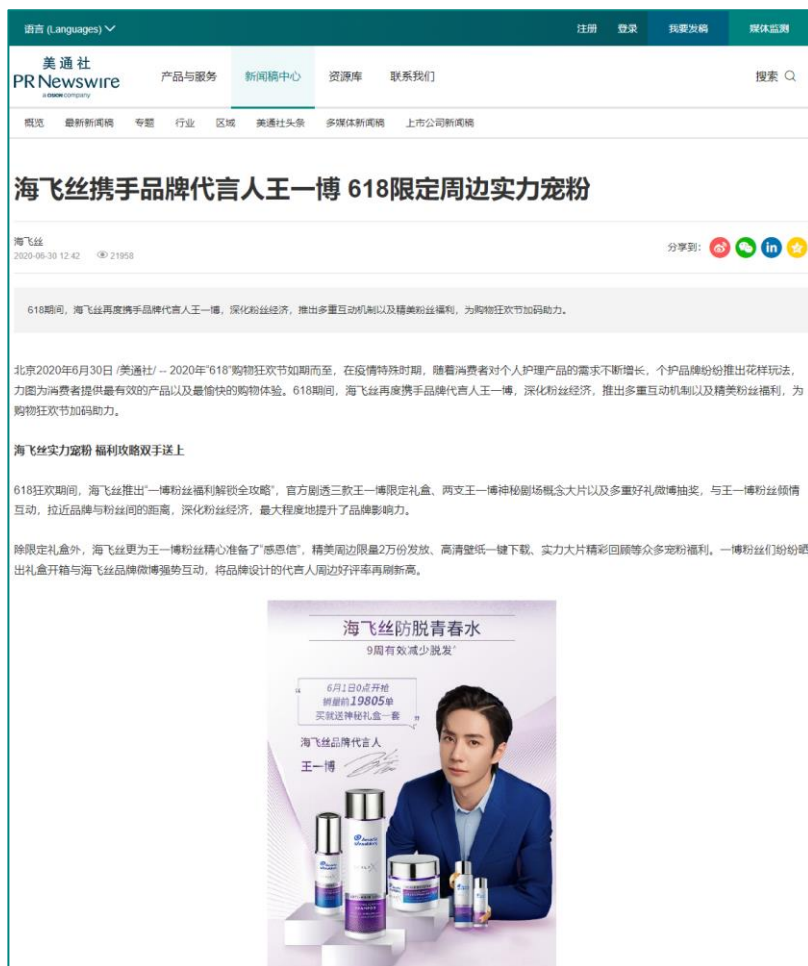 语言 (Languages)
注册 登录 我要发稿 媒体监测
美通社
PR Newswire
a CISION company
产品与服务 新闻稿中心 资源库 联系我们 搜索
概览 最新新闻稿 专题 行业 区域 美通社头条 多媒体新闻稿 上市公司新闻稿
海飞丝携手品牌代言人王一博 618限定周边实力宠粉
海飞丝
2020-06-30 12:42 21958
分享到:
in
618期间，海飞丝再度携手品牌代言人王一博，深化粉丝经济，推出多重互动机制以及精美粉丝福利，为购物狂欢节加码助力。
北京2020年6月30日 /美通社/ -- 2020年"618"购物狂欢节如期而至，在疫情特殊时期，随着消费者对个人护理产品的需求不断增长，个护品牌纷纷推出花样玩法，
力图为消费者提供最有效的产品以及最愉快的购物体验。618期间，海飞丝再度携手品牌代言人王一博，深化粉丝经济，推出多重互动机制以及精美粉丝福利，为
购物狂欢节加码助力。
海飞丝实力宠粉 福利攻略双手送上
618狂欢期间，海飞丝推出"一博粉丝福利解锁全攻略"，官方剧透三款王一博限定礼盒、两支王一博神秘剧场概念大片以及多重好礼微博抽奖，与王一博粉丝倾情
互动，拉近品牌与粉丝间的距离，深化粉丝经济，最大程度地提升了品牌影响力。
除限定礼盒外，海飞丝更为王一博粉丝精心准备了"感恩信"，精美周边限量2万份发放、高清壁纸一键下载、实力大片精彩回顾等众多宠粉福利。一博粉丝们纷纷晒
出礼盒开箱与海飞丝品牌微博强势互动，将品牌设计的代言人周边好评率再刷新高。
海飞丝防脱青春水
9周有效减少脱发
6月1日0点开抢
销量前19805单
买就送神秘礼盒一套
海飞丝品牌代言人
王一博
head & shoulders